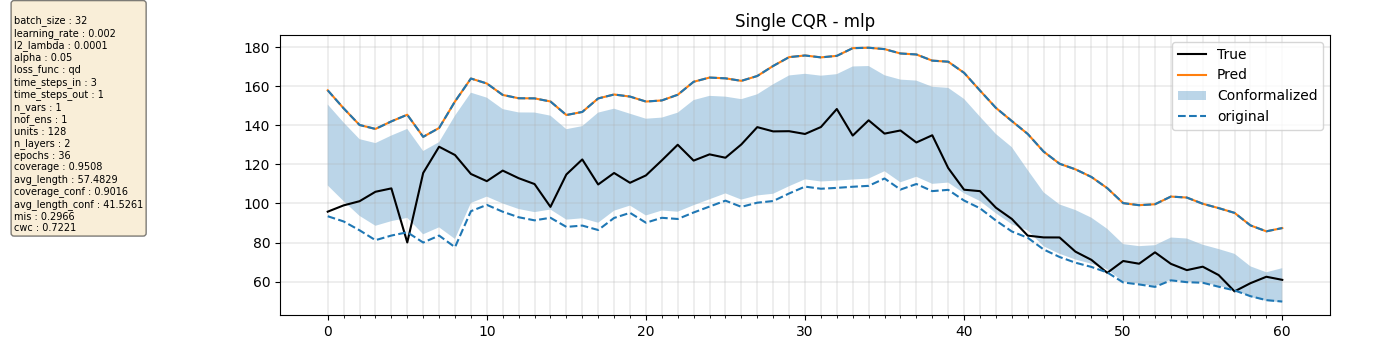 batch_size : 32
learning_rate : 0.002
l2_lambda : 0.0001
alpha : 0.05
loss_func : qd
time_steps_in : 3
time_steps_out : 1
n_vars : 1
nof_ens : 1
units : 128
n_layers : 2
epochs : 36
coverage : 0.9508
avg_length : 57.4829
coverage_conf : 0.9016
avg_length_conf : 41.5261
mis : 0.2966
cwc : 0.7221
Single CQR - mlp
180
160
140
120
100
80
60
0 10 20 30 40 50 60
True
Pred
Conformalized
original